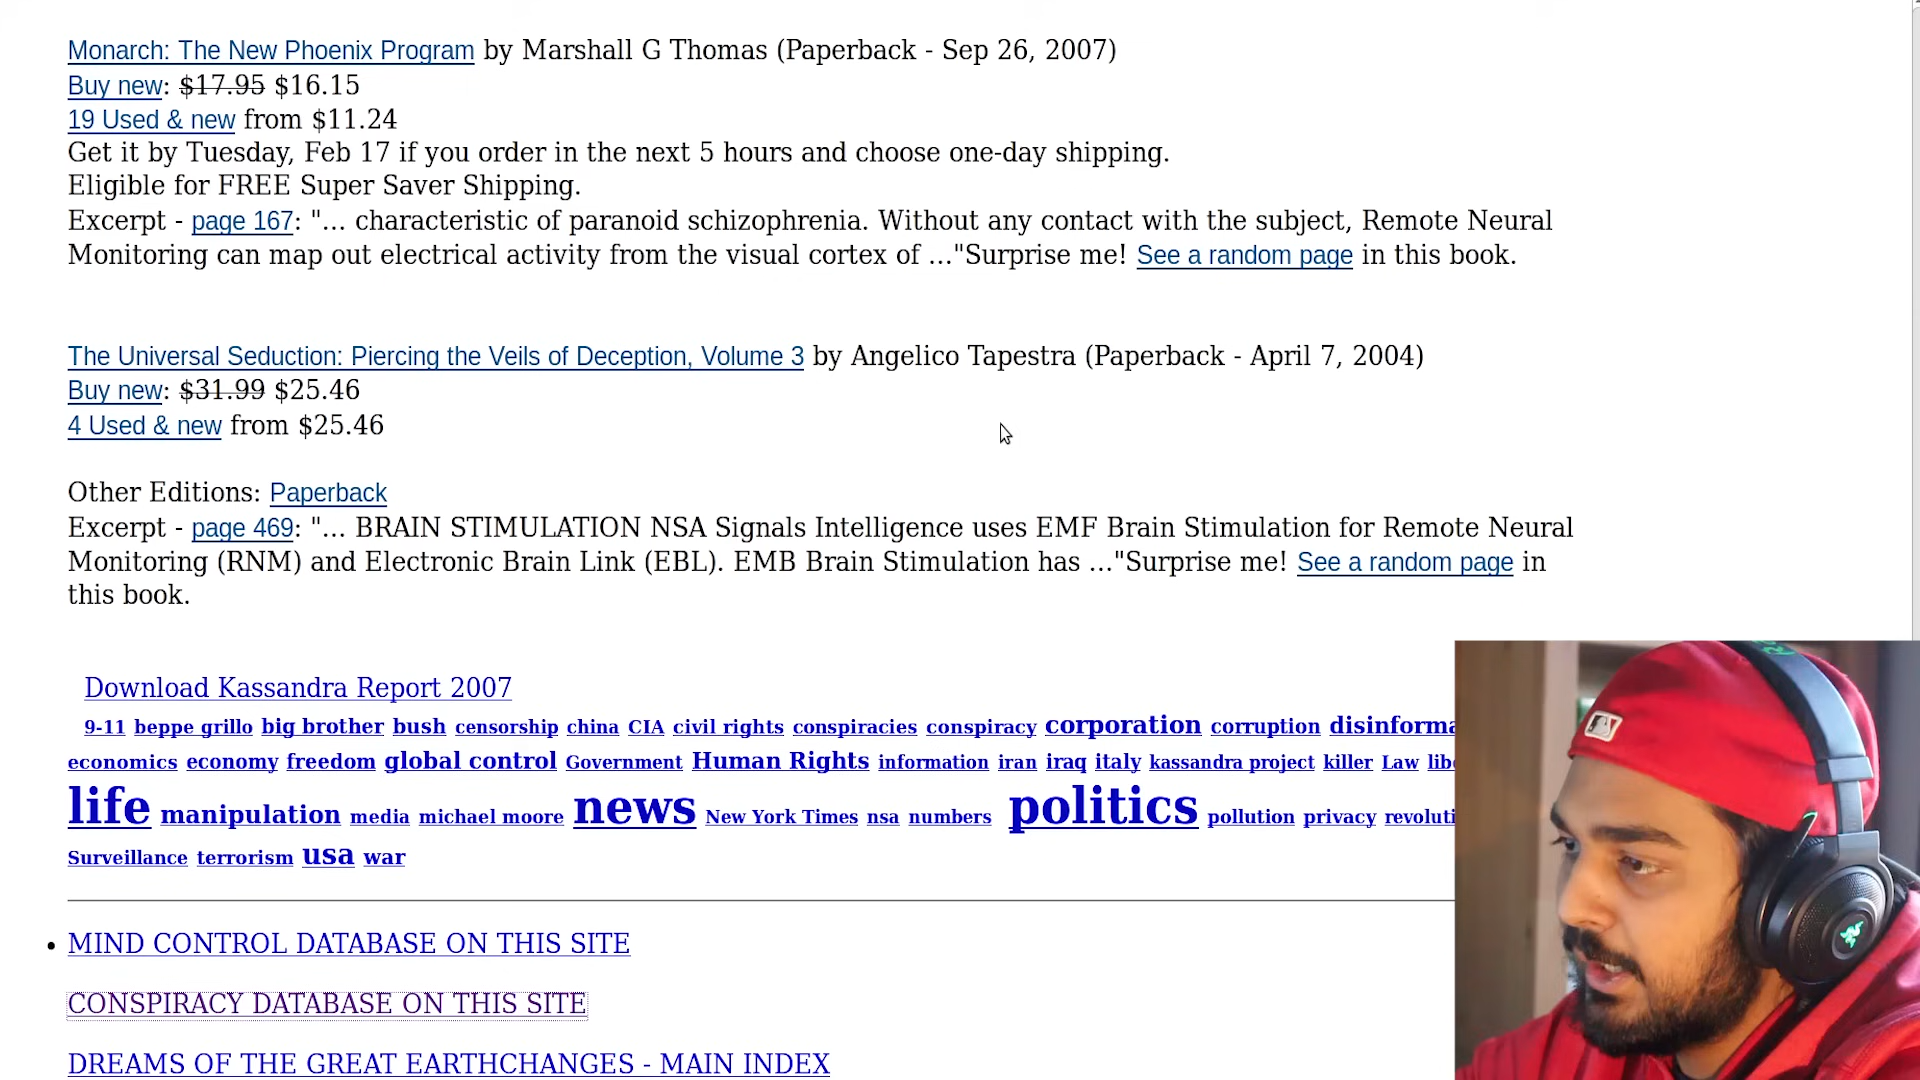 Monarch: The New Phoenix Program by Marshall G Thomas (Paperback - Sep 26, 2007)
Buy new: $17.95 $16.15
19 Used & new from $11.24
Get it by Tuesday, Feb 17 if you order in the next 5 hours and choose one-day shipping.
Eligible for FREE Super Saver Shipping.
Excerpt - page 167: "... characteristic of paranoid schizophrenia. Without any contact with the subject, Remote Neural
Monitoring can map out electrical activity from the visual cortex of ..."Surprise me! See a random page in this book.
The Universal Seduction: Piercing the Veils of Deception, Volume 3 by Angelico Tapestra (Paperback - April 7, 2004)
Buy new: $31.99 $25.46
4 Used & new from $25.46
Other Editions: Paperback
Excerpt - page 469: "... BRAIN STIMULATION NSA Signals Intelligence uses EMF Brain Stimulation for Remote Neural
Monitoring (RNM) and Electronic Brain Link (EBL). EMB Brain Stimulation has ..."Surprise me! See a random page in
this book.
Download Kassandra Report 2007
9-11 beppe grillo big brother bush censorship china CIA civil rights conspiracies conspiracy corporation corruption disinforma
economics economy freedom global control Government Human Rights information iran iraq italy kassandra project killer Law libe
life manipulation media michael moore news New York Times nsa numbers politics pollution privacy revoluti
Surveillance terrorism usa war
• MIND CONTROL DATABASE ON THIS SITE
CONSPIRACY DATABASE ON THIS SITE
DREAMS OF THE GREAT EARTHCHANGES - MAIN INDEX